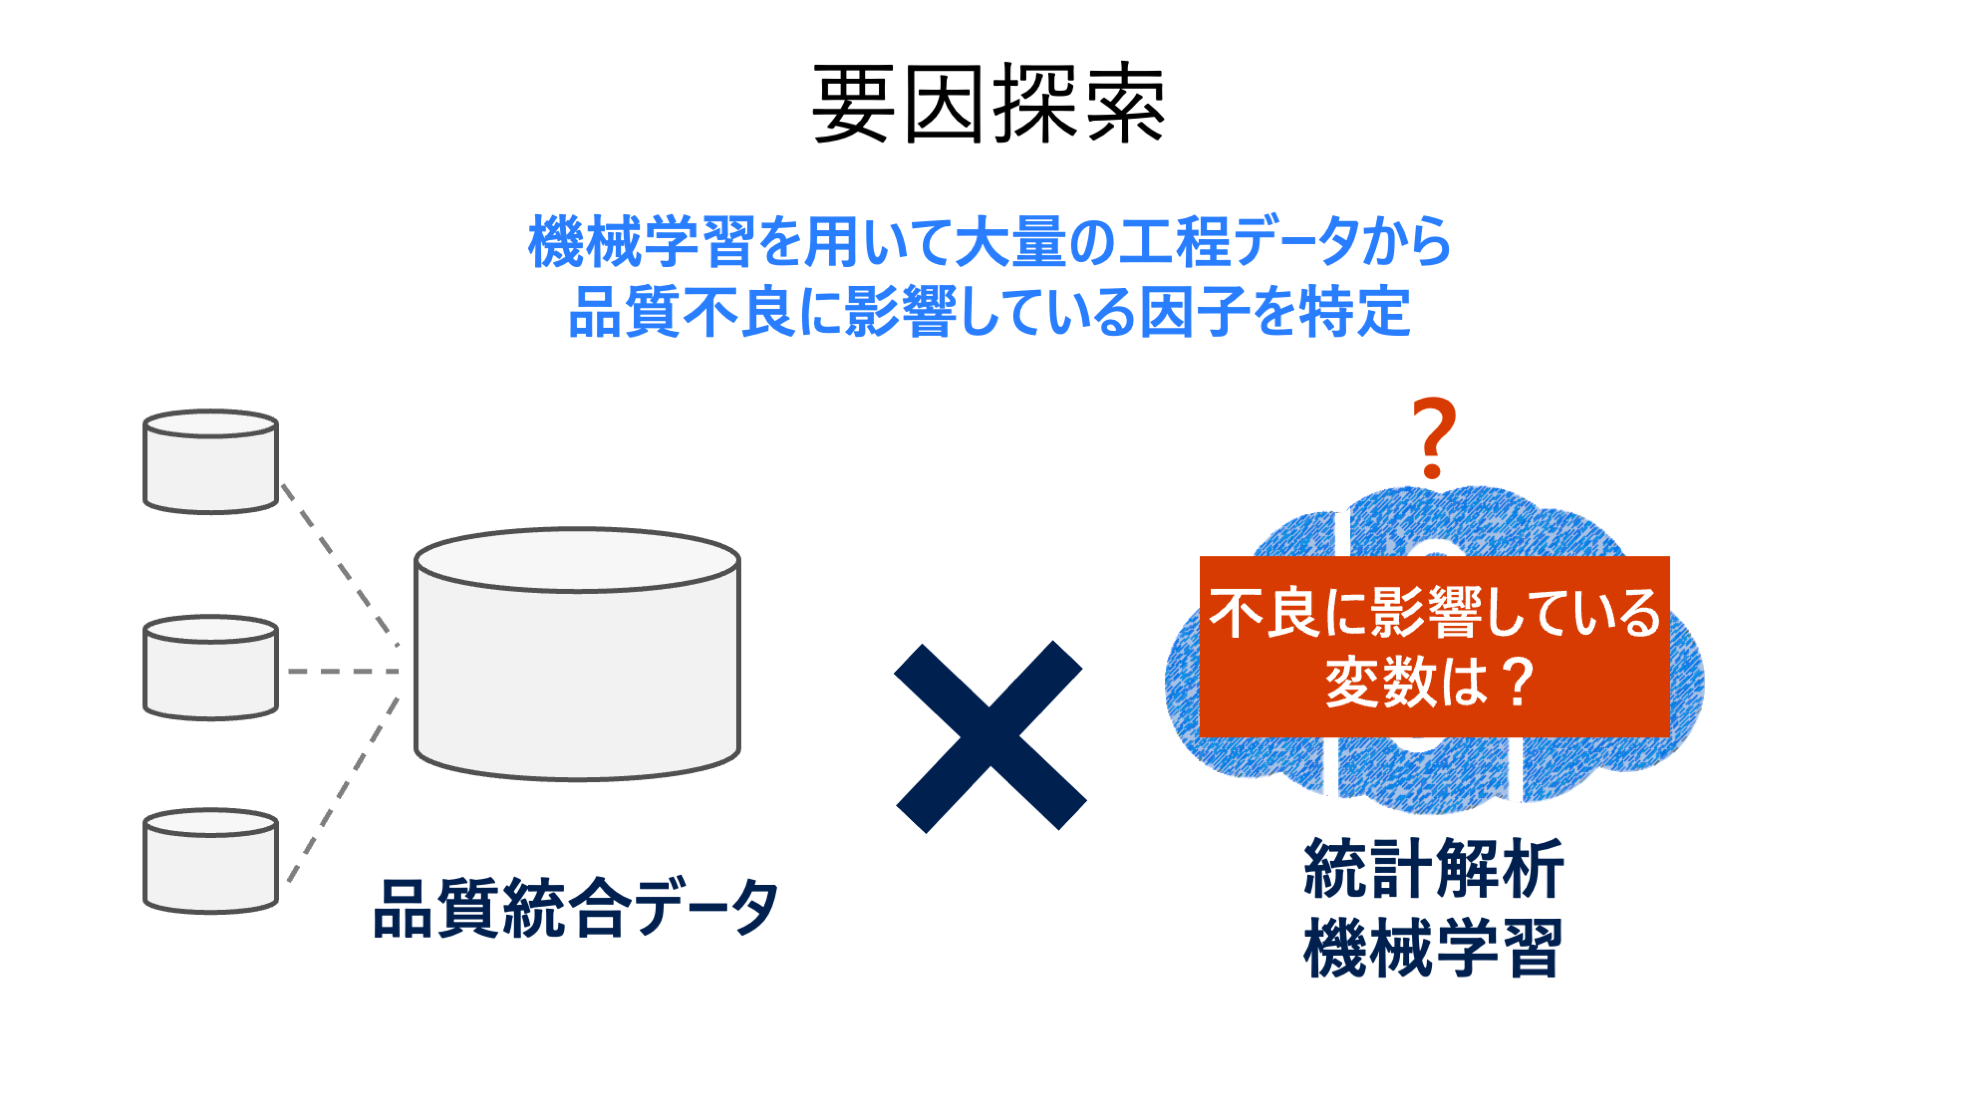 要因探索
機械学習を用いて大量の工程データから
品質不良に影響している因子を特定
?
不良に影響している
変数は？
品質統合データ
統計解析
機械学習